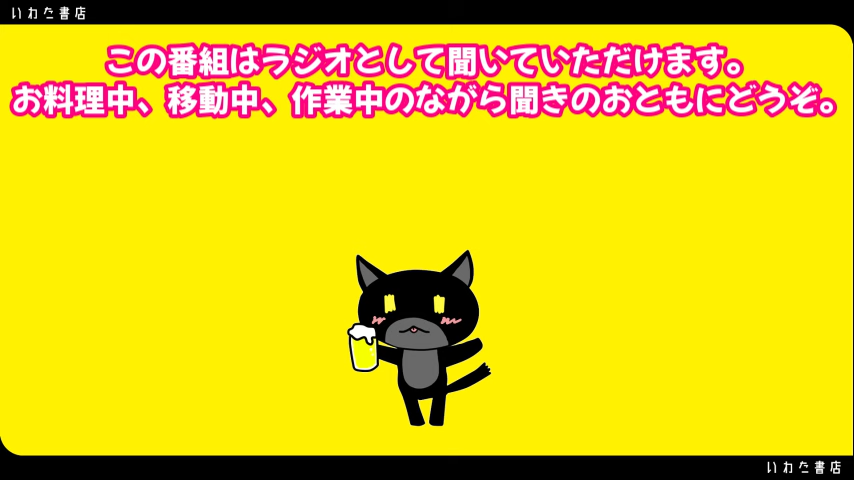 いわた書店
この番組はラジオとして聞いていただけます。
お料理中、移動中、作業中のながら聞きのおともにどうぞ。
いわた書店